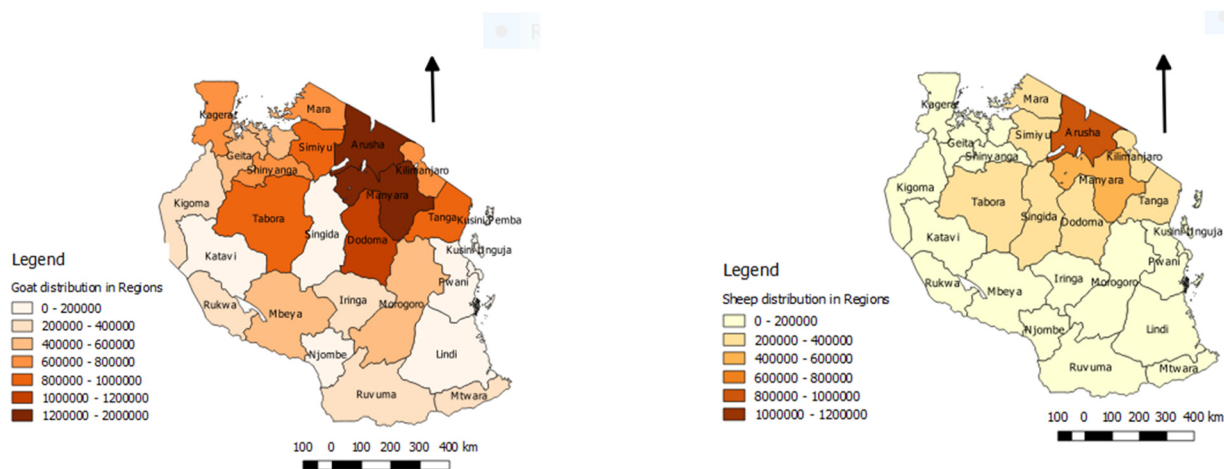 Kagera
Mara
Geita
Simiyu
Arusha
Shinyanga
Kilimanjaro
Kigoma
Manyara
Tabora
Tanga
Kusini Pemba
Singida
Dodoma
Katavi
Kusini Unguja
Pwani
Rukwa
Iringa
Morogoro
Mbeya
Njombe
Lindi
Ruvuma
Mtwara
Legend
Goat distribution in Regions
0 - 200000
200000 - 400000
400000 - 600000
600000 - 800000
800000 - 1000000
1000000 - 1200000
1200000 - 2000000
100 0 100 200 300 400 km
Kagera
Mara
Geita
Simiyu
Arusha
Shinyanga
Kilimanjaro
Kigoma
Manyara
Tabora
Tanga
Singida
Dodoma
Katavi
Kusini Unguja
Pwani
Rukwa
Iringa
Morogoro
Mbeya
Njombe
Lindi
Ruvuma
Mtwara
Legend
Sheep distribution in Regions
0 - 200000
200000 - 400000
400000 - 600000
600000 - 800000
800000 - 1000000
1000000 - 1200000
100 0 100 200 300 400 km